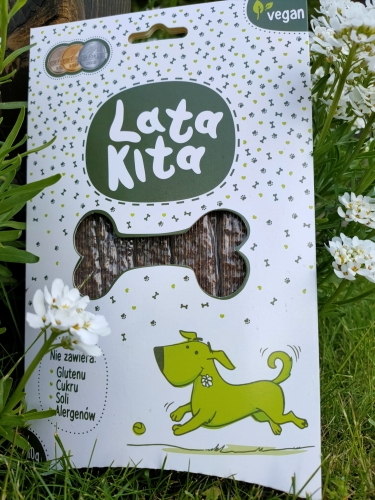 vegan
Lata
Kita
Nie zawiera:
Glutenu
Cukru
Soli
Alergenów